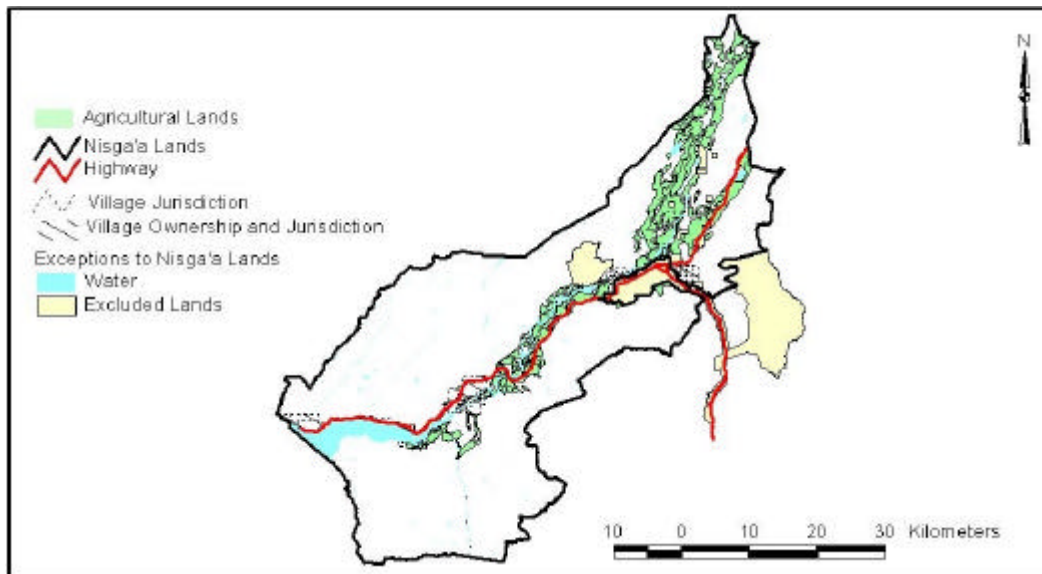 N
Agricultural Lands
Nisga'a Lands
Highway
Village Jurisdiction
Village Ownership and Jurisdiction
Exceptions to Nisga'a Lands
Water
Excluded Lands
10 0 10 20 30 Kilometers